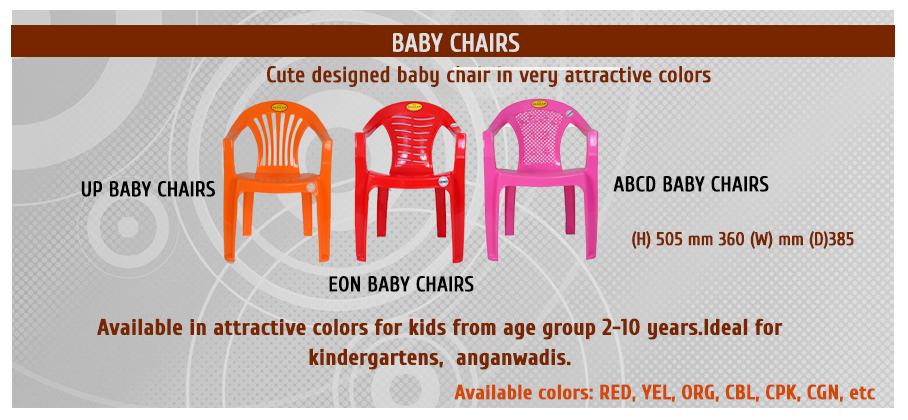 BABY CHAIRS
Cute designed baby chair in very attractive colors
UP BABY CHAIRS
ABCD BABY CHAIRS
(H) 505 mm 360 (W) mm (D)385
EON BABY CHAIRS
Available in attractive colors for kids from age group 2-10 years.Ideal for
kindergartens, anganwadis.
Available colors: RED, YEL, ORG, CBL, CPK, CGN, etc